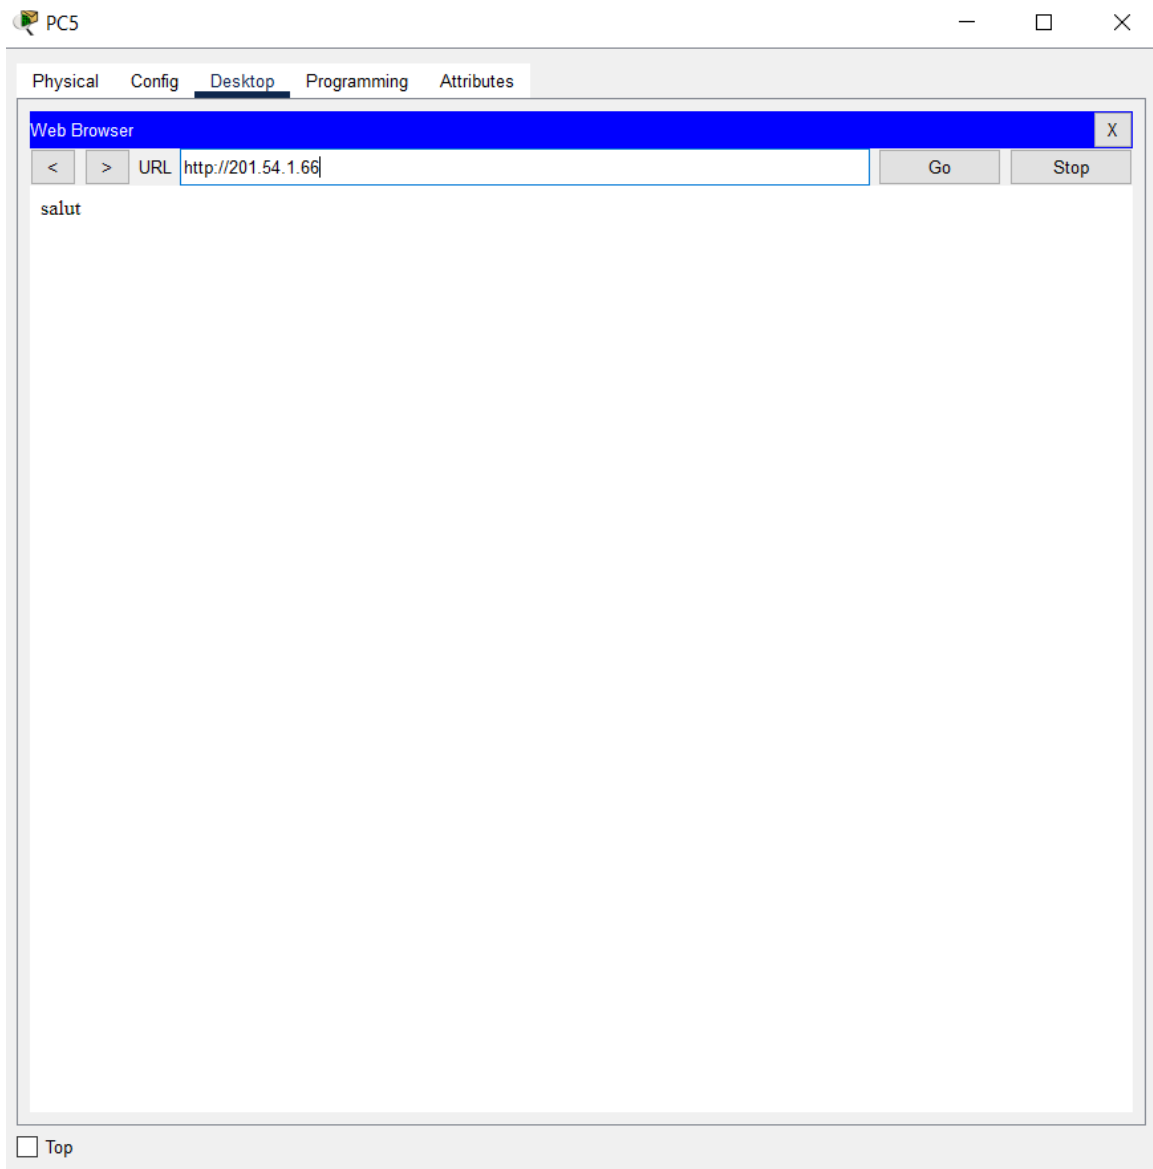 PC5
Physical Config Desktop Programming Attributes
Web Browser X
< > URL http://201.54.1.66 Go Stop
salut
Top